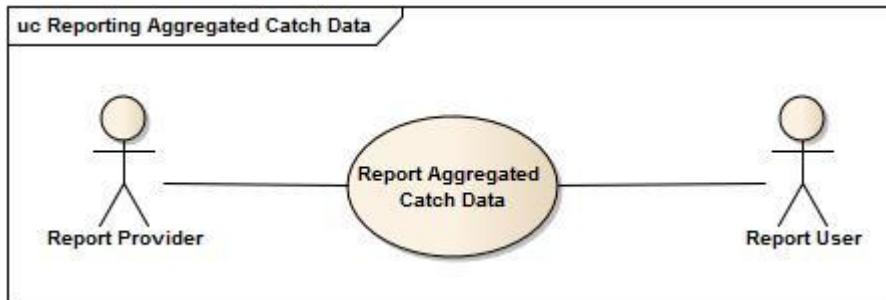 uc Reporting Aggregated Catch Data
Report Aggregated
Catch Data
Report Provider
Report User